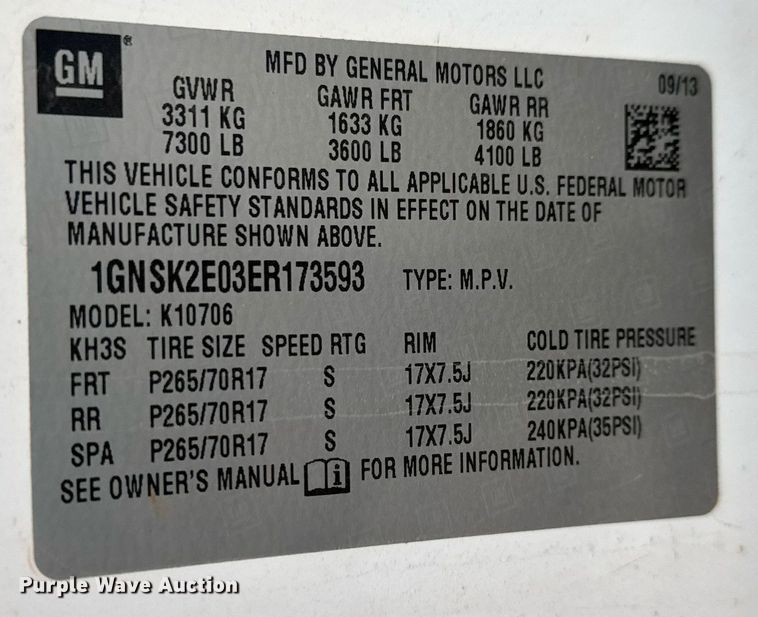 GM ®
MFD BY GENERAL MOTORS LLC 09/13
GVWR GAWR FRT GAWR RR
3311 KG 1633 KG 1860 KG
7300 LB 3600 LB 4100 LB
THIS VEHICLE CONFORMS TO ALL APPLICABLE U.S. FEDERAL MOTOR
VEHICLE SAFETY STANDARDS IN EFFECT ON THE DATE OF
MANUFACTURE SHOWN ABOVE.
1GNSK2E03ER173593 TYPE: M.P.V.
MODEL: K10706
KH3S TIRE SIZE SPEED RTG RIM COLD TIRE PRESSURE
FRT P265/70R17 S 17X7.5J 220KPA(32PSI)
RR P265/70R17 S 17X7.5J 220KPA(32PSI)
SPA P265/70R17 S 17X7.5J 240KPA(35PSI)
SEE OWNER'S MANUAL i FOR MORE INFORMATION.
Purple Wave Auction